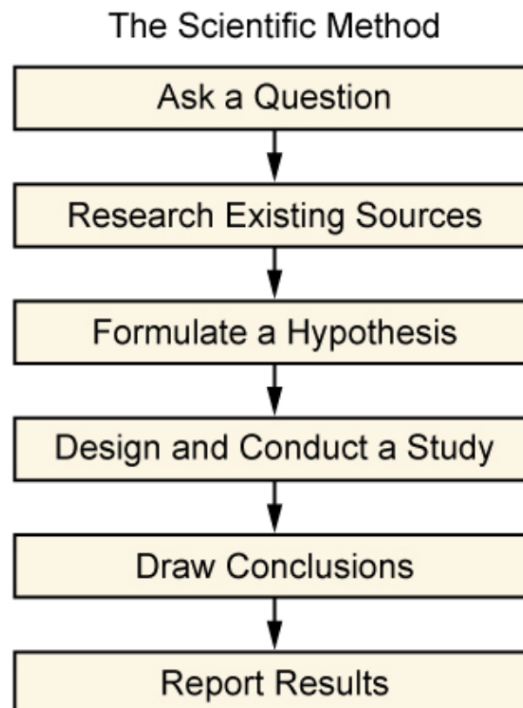 The Scientific Method
Ask a Question
Research Existing Sources
Formulate a Hypothesis
Design and Conduct a Study
Draw Conclusions
Report Results